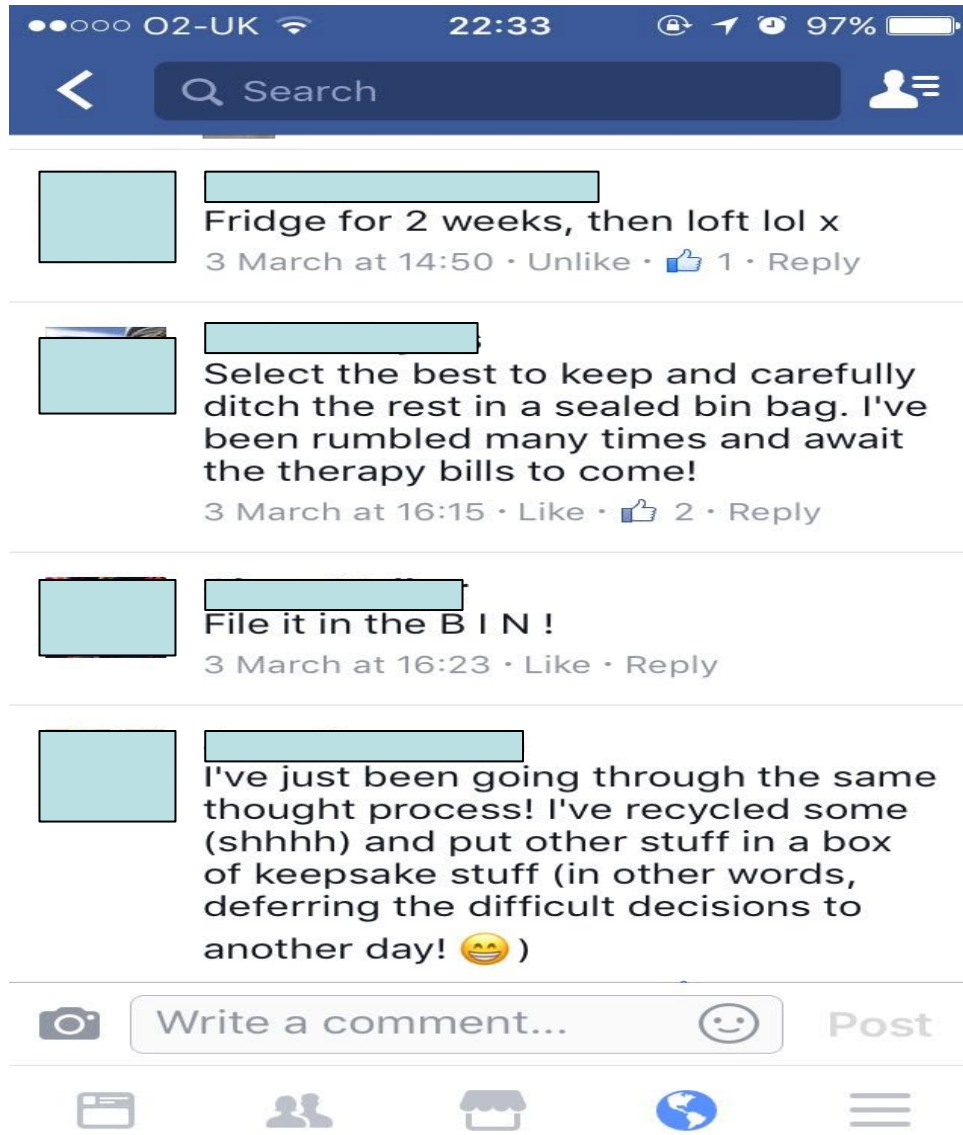 O2-UK 22:33 97%
Search
Fridge for 2 weeks, then loft lol x
3 March at 14:50 · Unlike · 1 · Reply
Select the best to keep and carefully
ditch the rest in a sealed bin bag. I've
been rumbled many times and await
the therapy bills to come!
3 March at 16:15 · Like · 2 · Reply
File it in the B I N !
3 March at 16:23 · Like · Reply
I've just been going through the same
thought process! I've recycled some
(shhhh) and put other stuff in a box
of keepsake stuff (in other words,
deferring the difficult decisions to
another day! 😁 )
Write a comment... Post